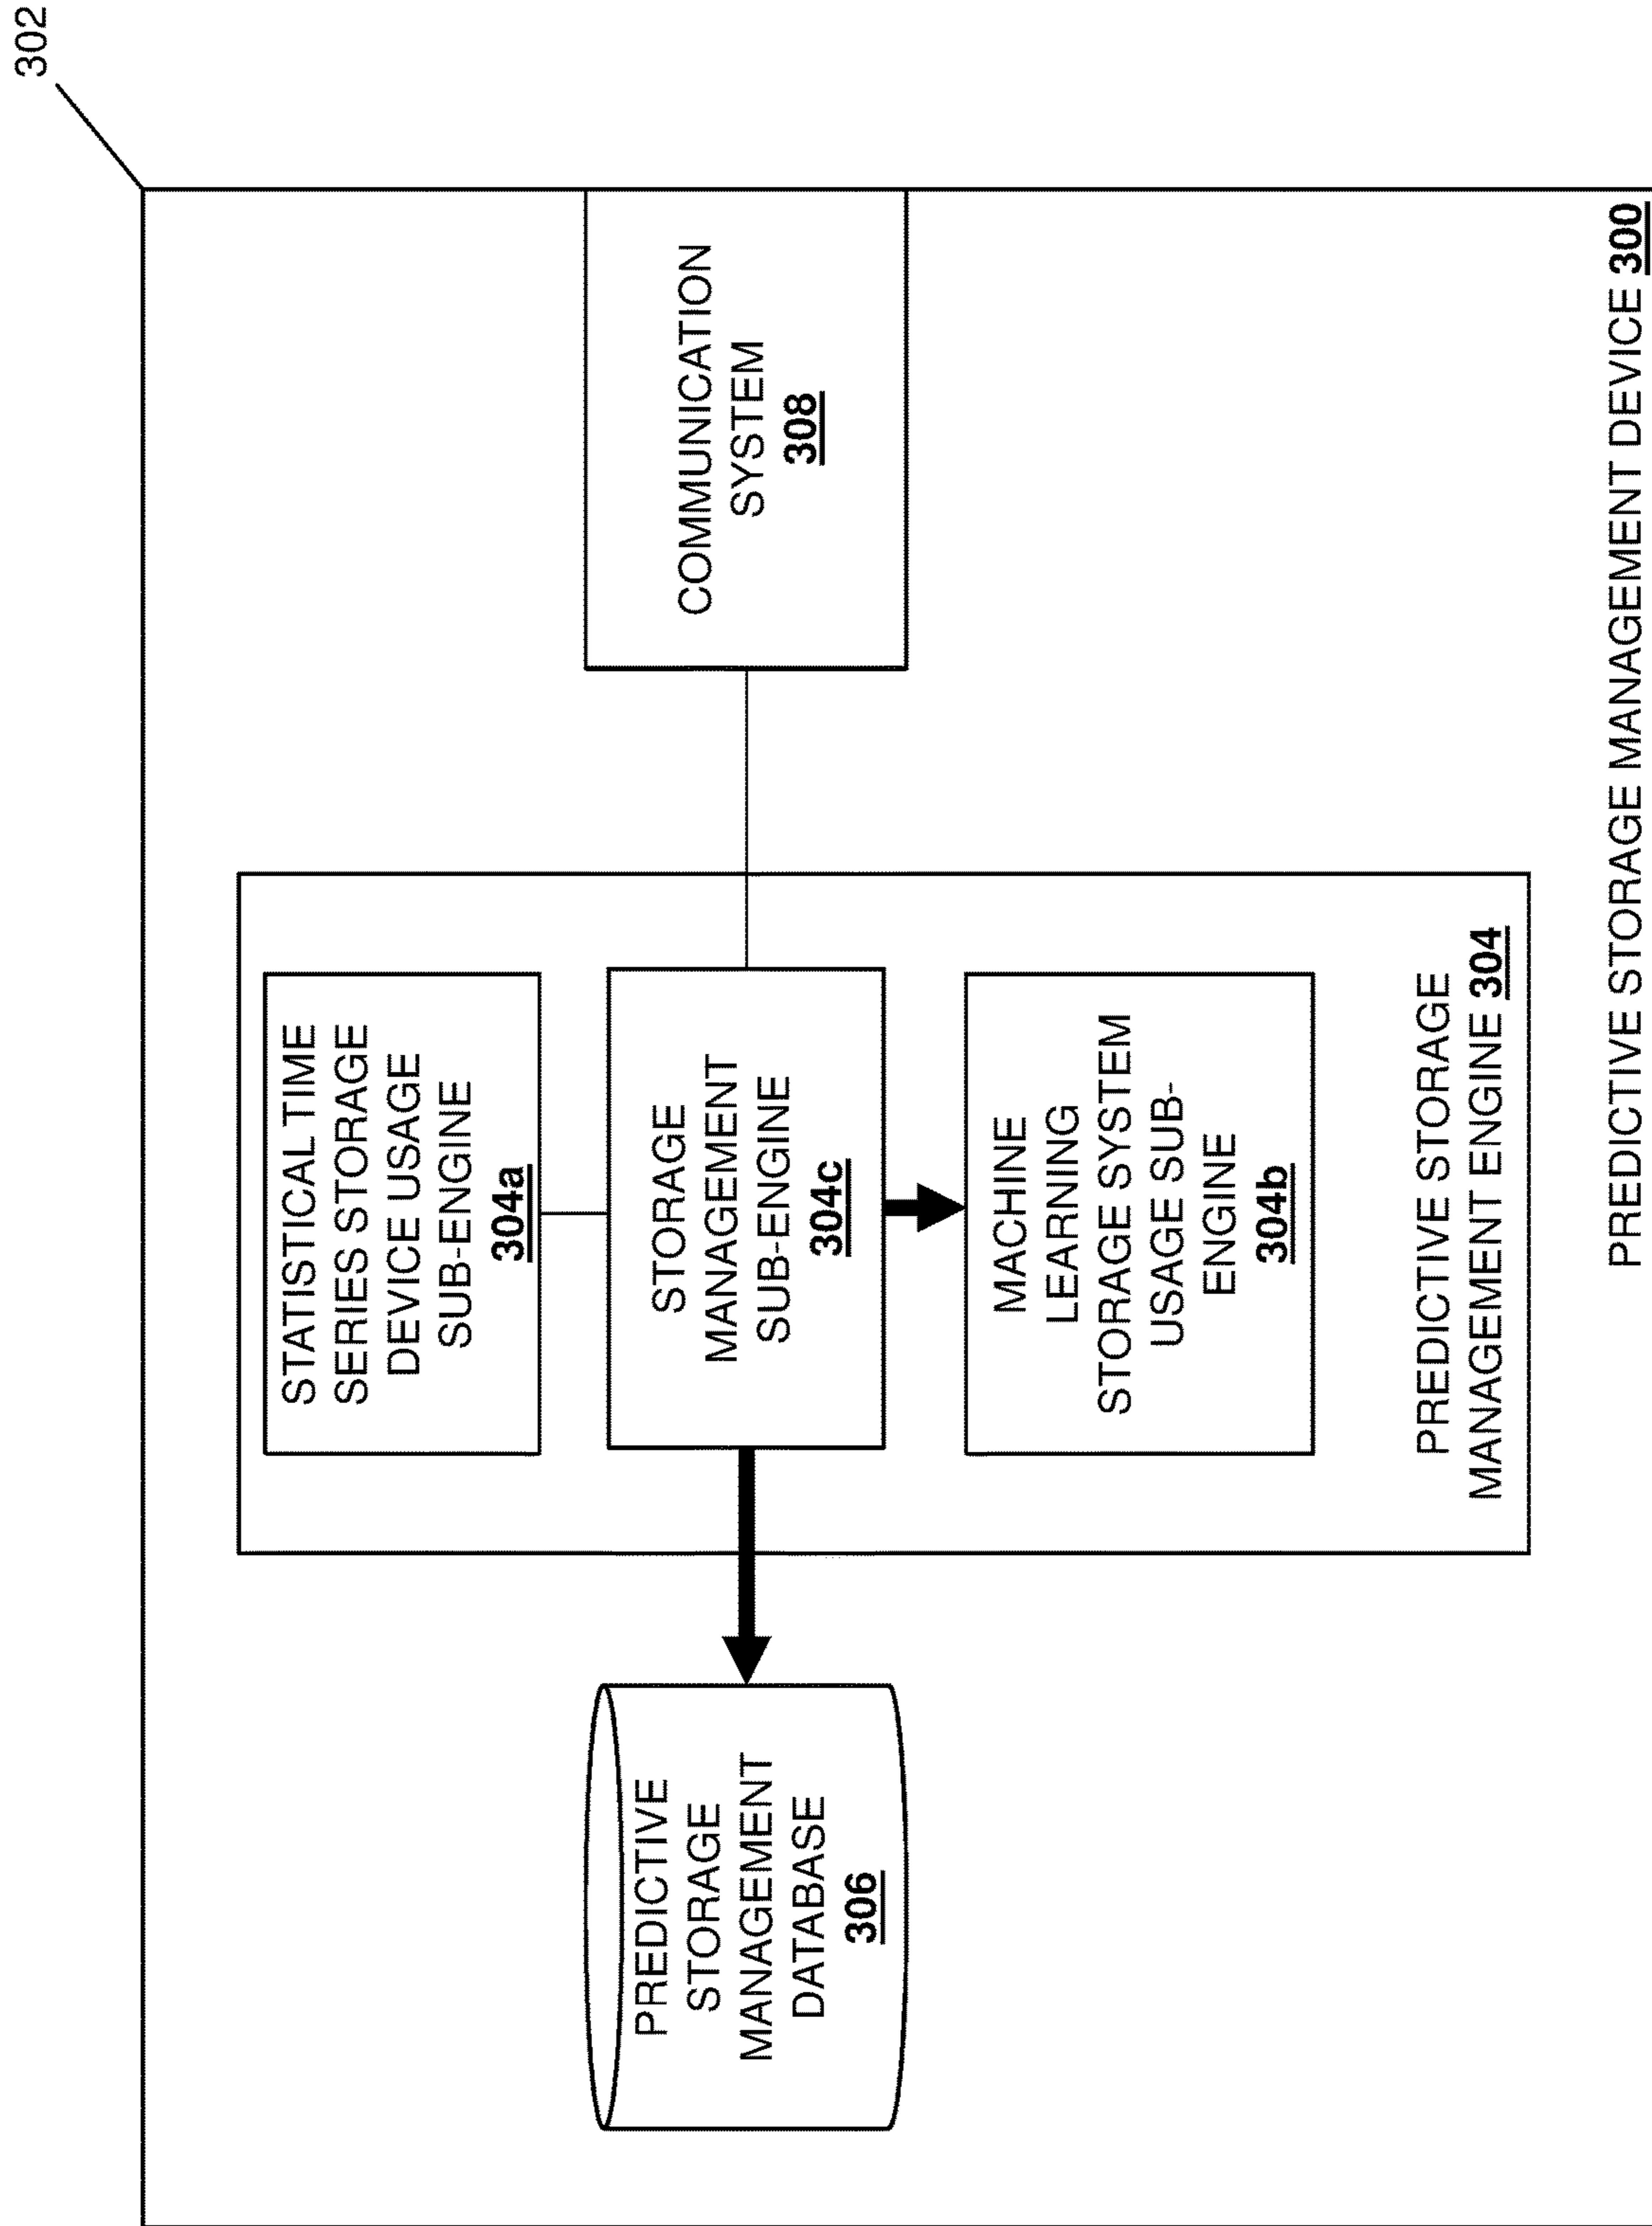 302
STATISTICAL TIME
SERIES STORAGE
DEVICE USAGE
SUB-ENGINE
304a
PREDICTIVE
STORAGE
MANAGEMENT
DATABASE
306
STORAGE
MANAGEMENT
SUB-ENGINE
304c
COMMUNICATION
SYSTEM
308
MACHINE
LEARNING
STORAGE SYSTEM
USAGE SUB-
ENGINE
304b
PREDICTIVE STORAGE
MANAGEMENT ENGINE 304
PREDICTIVE STORAGE MANAGEMENT DEVICE 300